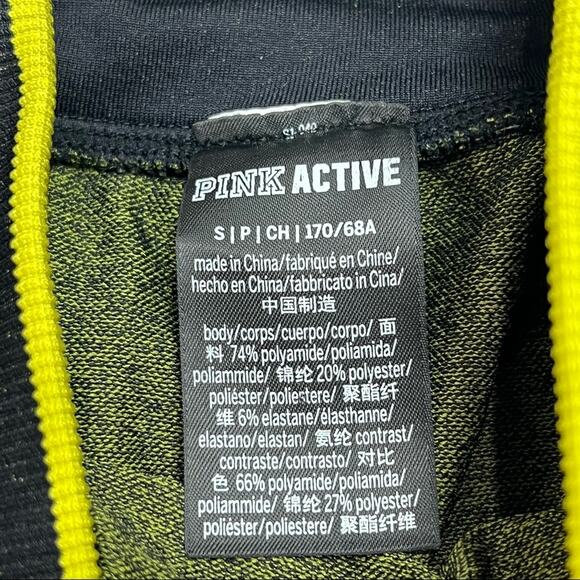 PINK ACTIVE
S | P | CH | 170/68A
made in China/fabriqué en Chine/
hecho en China/fabbricato in Cina/
中国制造
body/corps/cuerpo/corpo/ 面
料 74% polyamide/poliamida/
poliammide/ 锦纶 20% polyester/
poliéster/poliestere/ 聚酯纤
维 6% elastane/élasthanne/
elastano/elastan/ 氨纶 contrast/
contraste/contrasto/ 对比
色 66% polyamide/poliamida/
poliammide/ 锦纶 27% polyester/
poliéster/poliestere/ 聚酯纤维